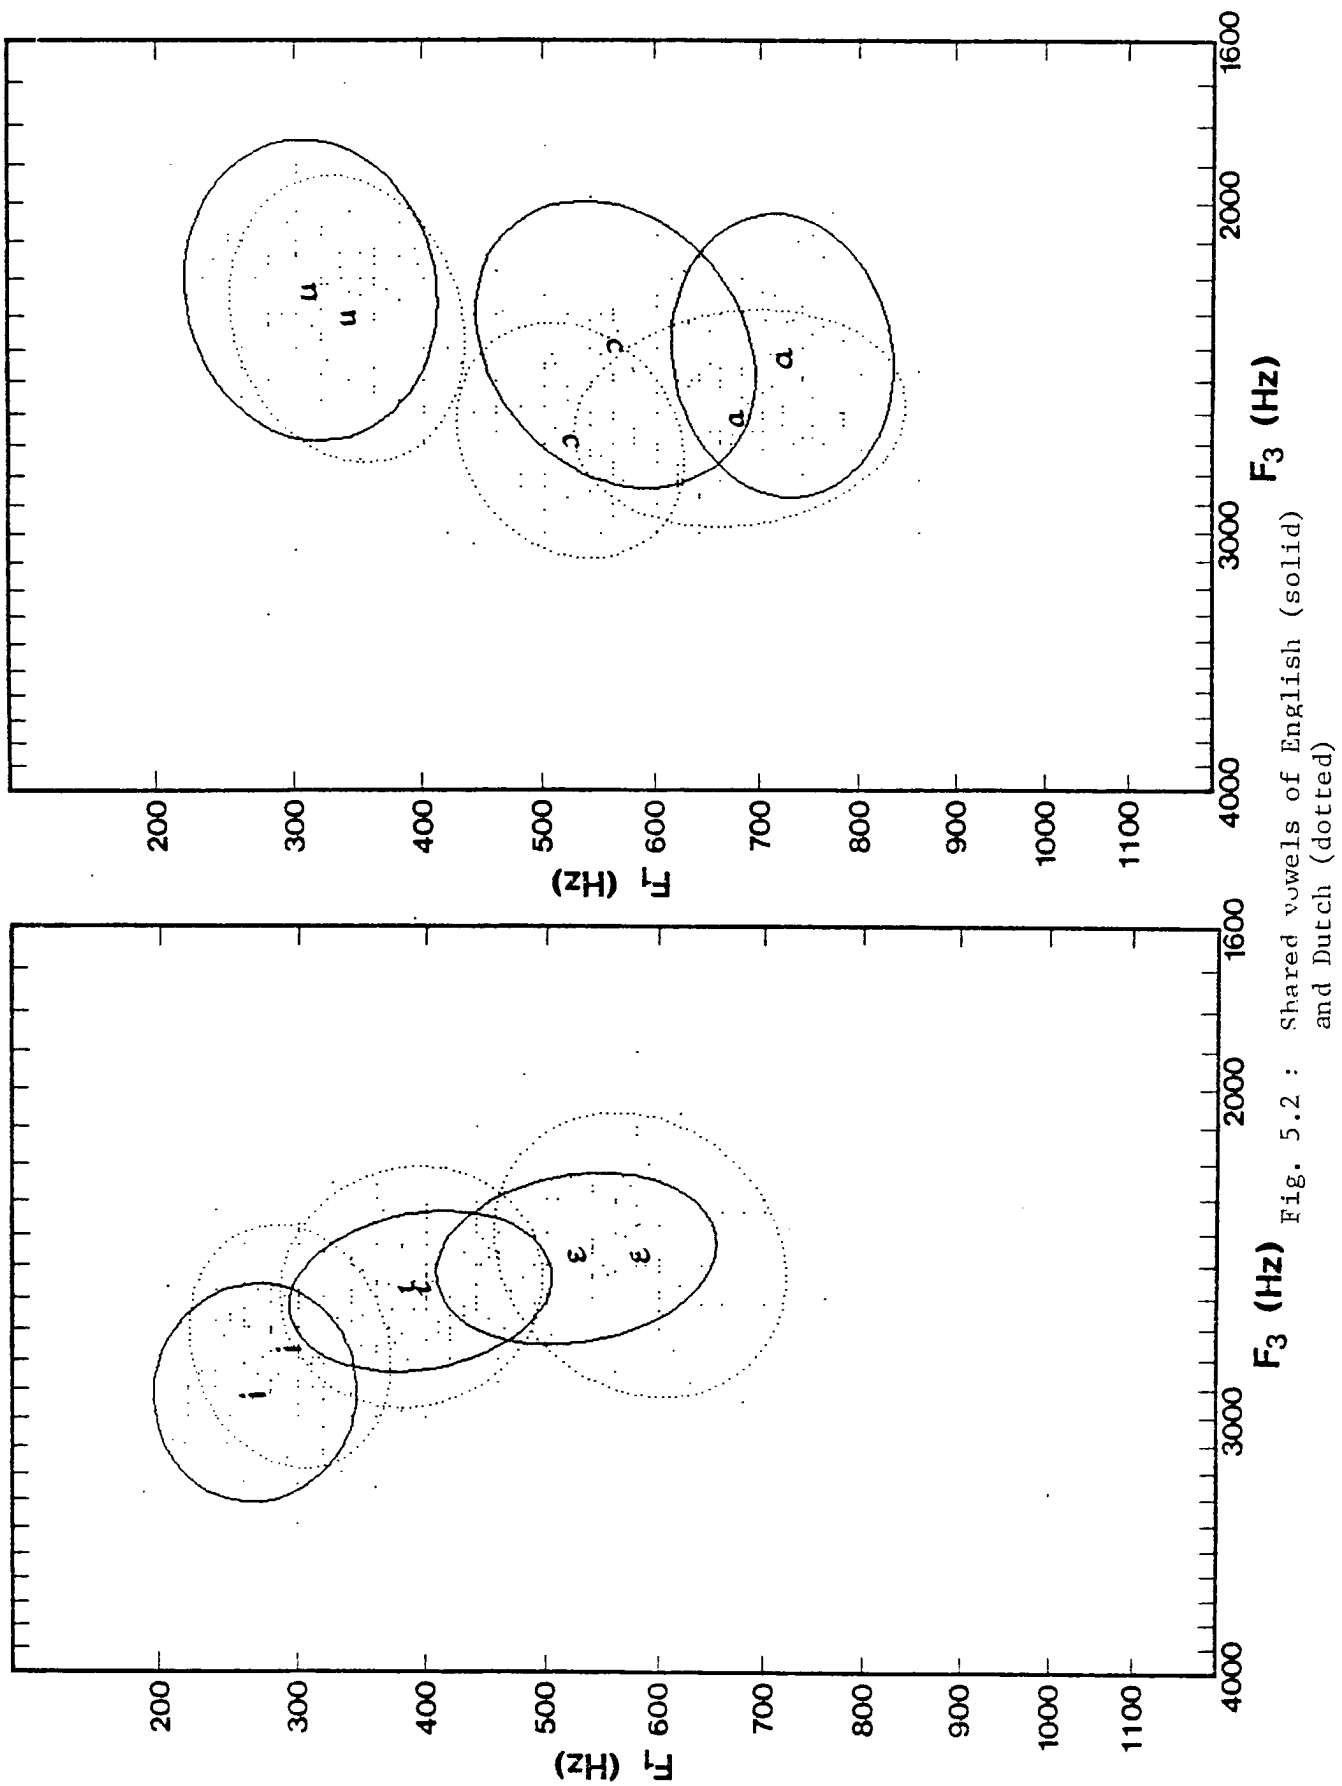 F₁ (Hz)
200
300
400
500
600
700
800
900
1000
1100
i
i
ɛ
ɛ
4000
3000
2000
1600
F₃ (Hz)
F₁ (Hz)
200
300
400
500
600
700
800
900
1000
1100
u
u
ɔ
ɔ
ɑ
ɑ
4000
3000
2000
1600
F₃ (Hz)
Fig. 5.2 : Shared vowels of English (solid)
and Dutch (dotted)